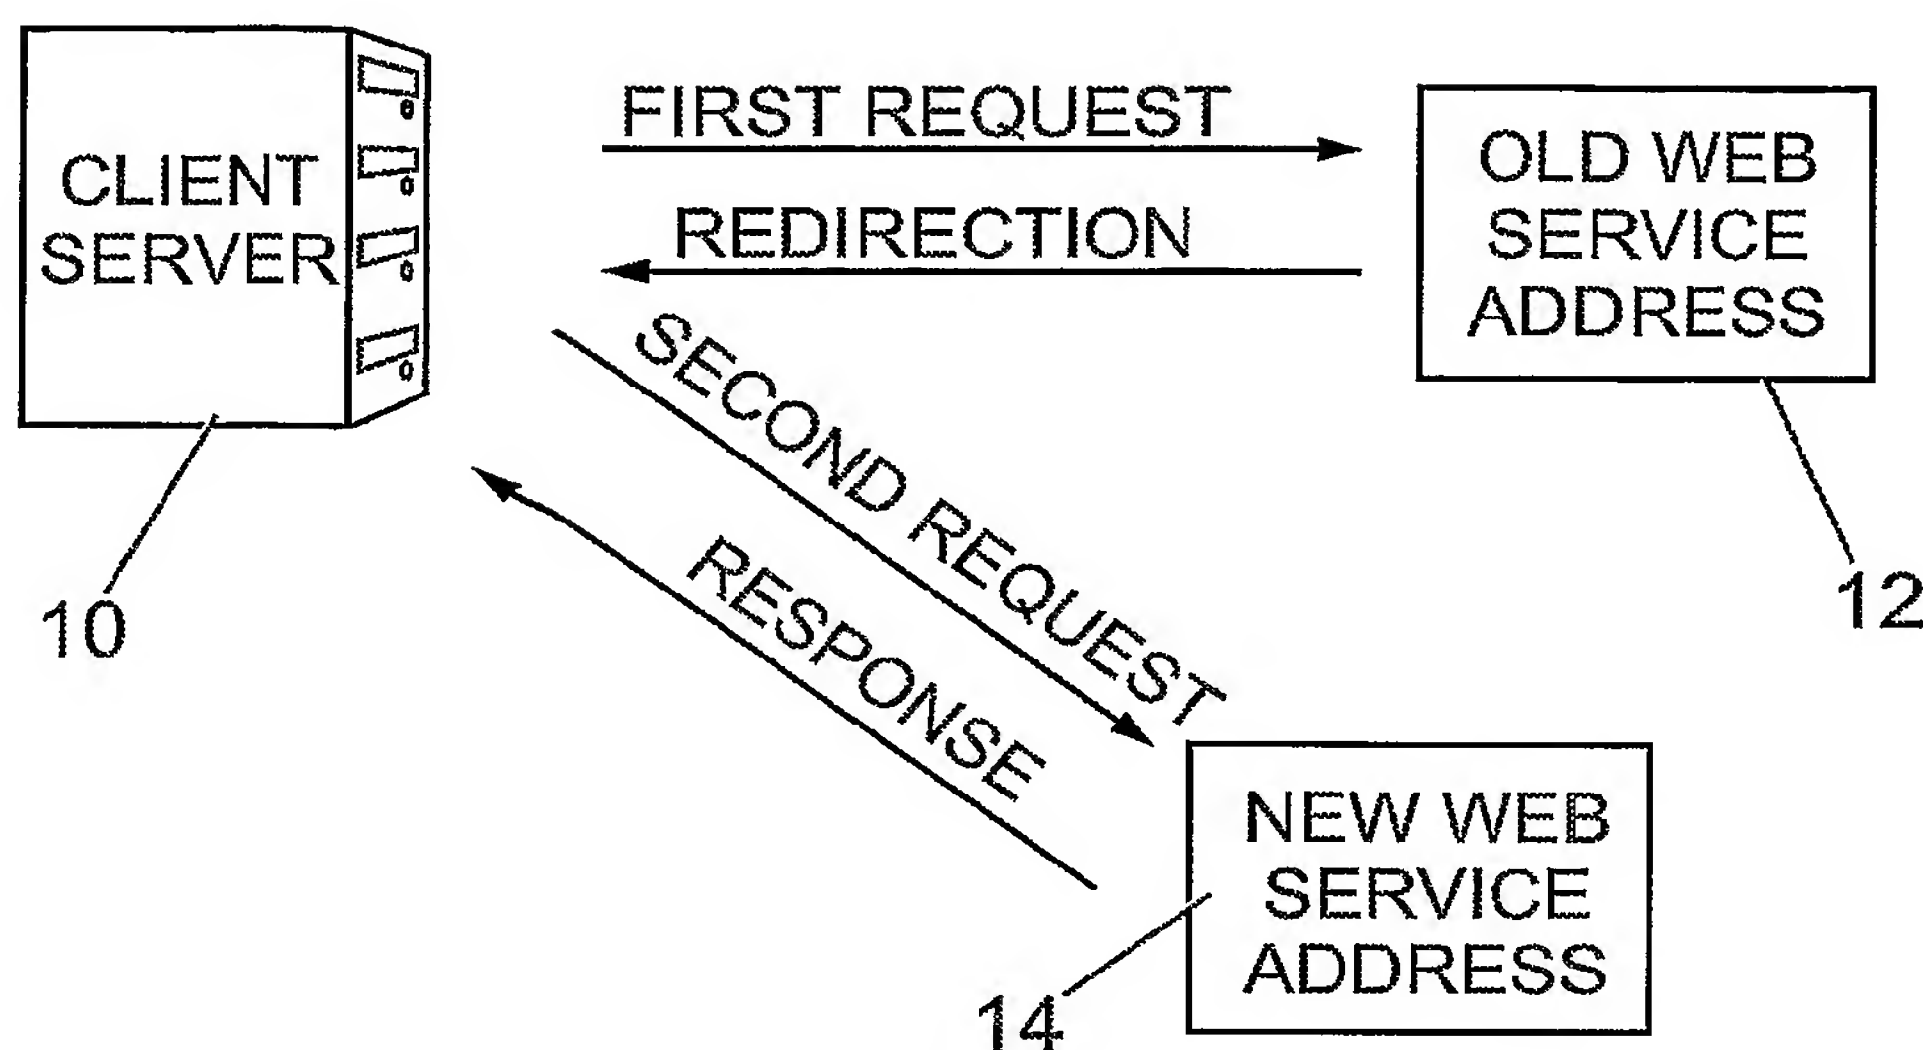 CLIENT
SERVER
10
FIRST REQUEST
REDIRECTION
OLD WEB
SERVICE
ADDRESS
12
SECOND REQUEST
RESPONSE
NEW WEB
SERVICE
ADDRESS
14